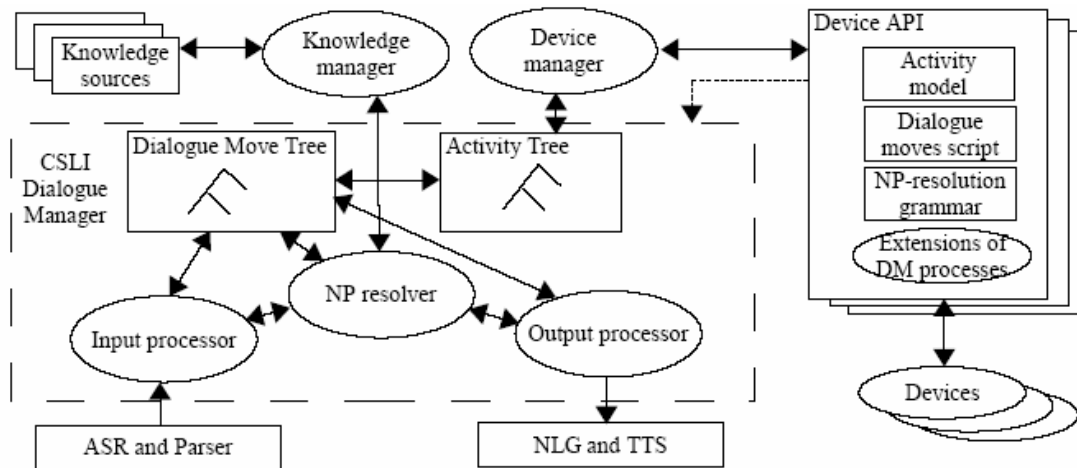 Knowledge
sources
Knowledge
manager
Device
manager
Device API
Activity
model
Dialogue
moves script
NP-resolution
grammar
Extensions of
DM processes
Devices
CSLI
Dialogue
Manager
Dialogue Move Tree
Activity Tree
NP resolver
Input processor
Output processor
ASR and Parser
NLG and TTS